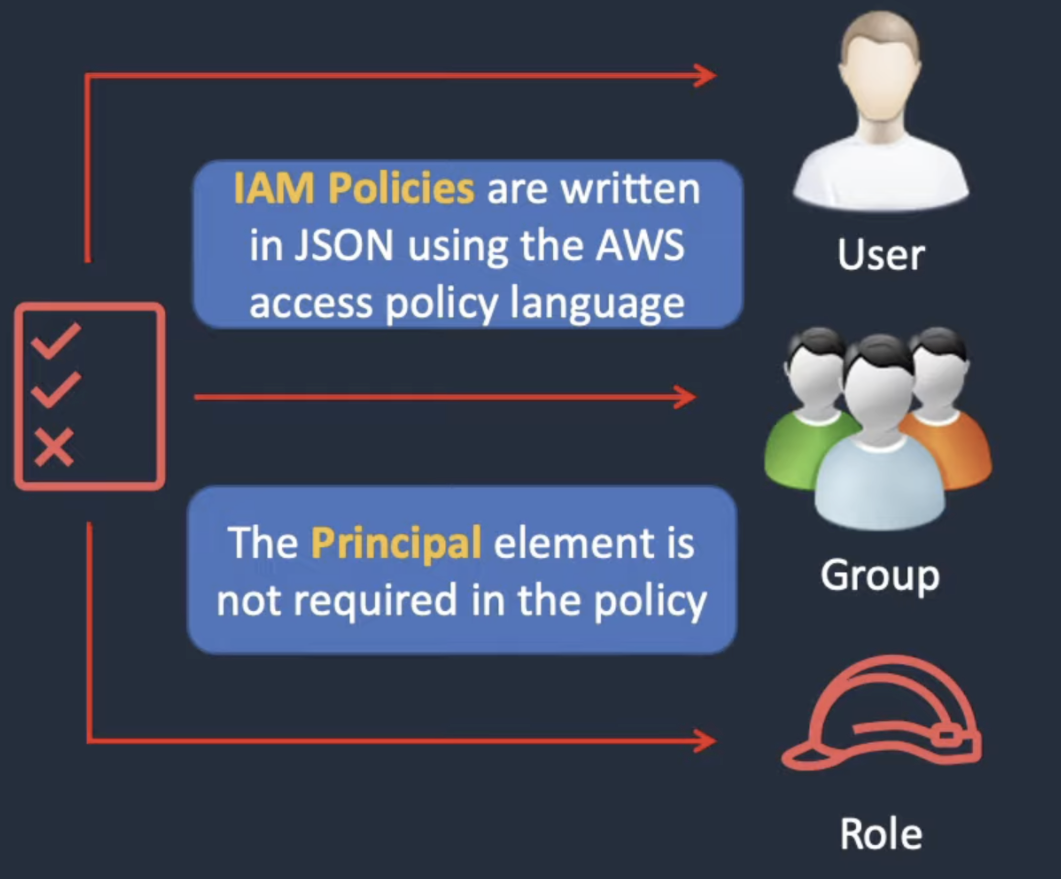 IAM Policies are written
in JSON using the AWS
access policy language
User
The Principal element is
not required in the policy
Group
Role